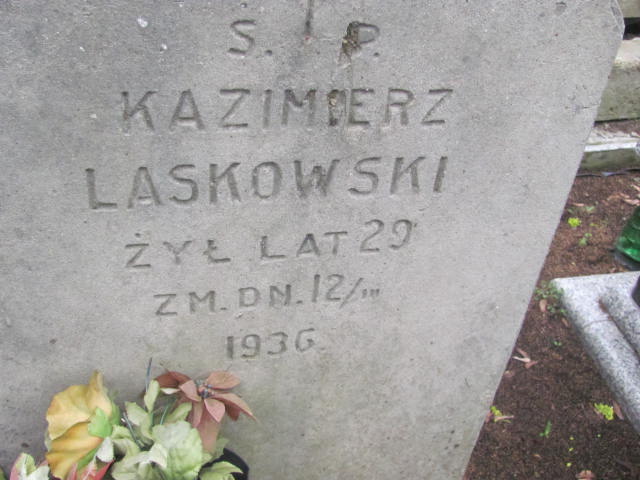 S. P.
KAZIMIERZ
LASKOWSKI
ŻYŁ LAT 29
ZM. DN. 12/III
1936